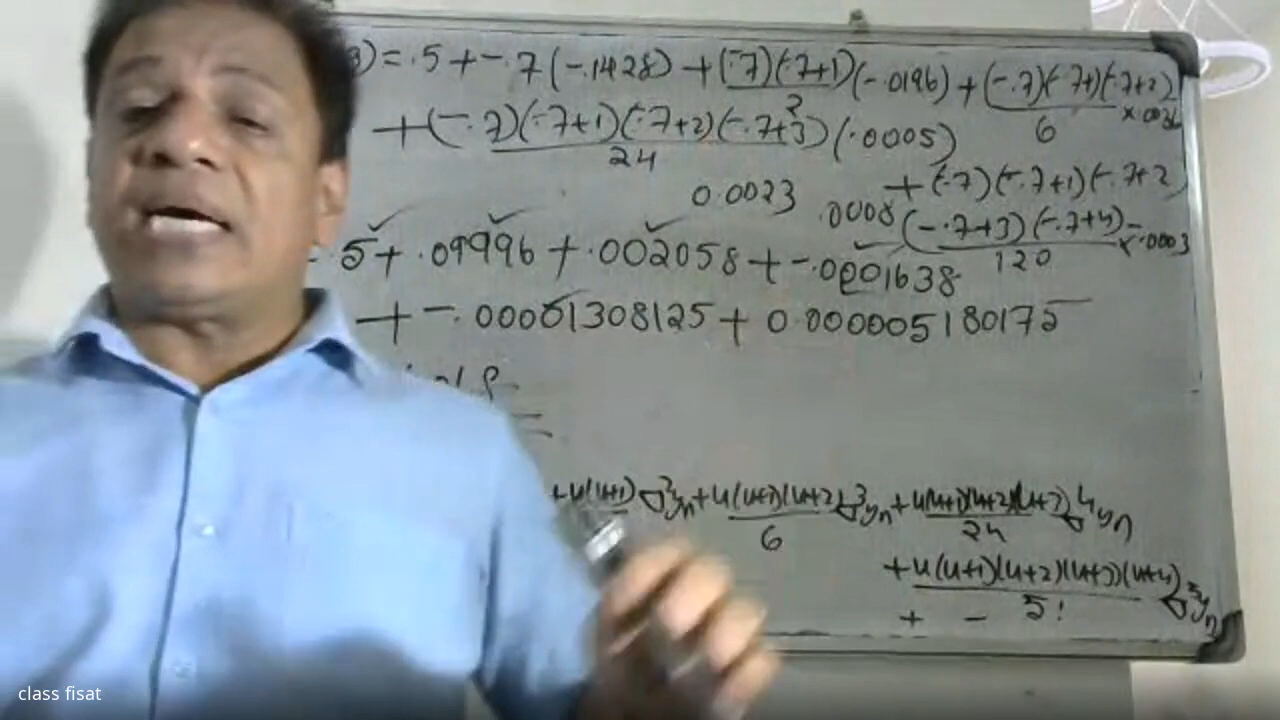 3) = .5 + -.7 (-.1428) + (-.7)(-.7+1)(-.0196) + (-.7)(-.7+1)(-.7+2)
2
6
+ (-.7)(-.7+1)(-.7+2)(-.7+3)(.0005)
24
+ (-.7)(-.7+1)(-.7+2
0.0023 .0008 (-.7+3)(-.7+4) x .0003
120
.5 + .09996 + .002058 + -.0001638
+ -.00001308125 + 0.000005180175
+ u(u+1) ∇²yn + u(u+1)(u+2) ∇³yn + u(u+1)(u+2)(u+3) ∇⁴yn
6
24
+ u(u+1)(u+2)(u+3)(u+4) ∇⁵yn
5!
+ -
class fisat